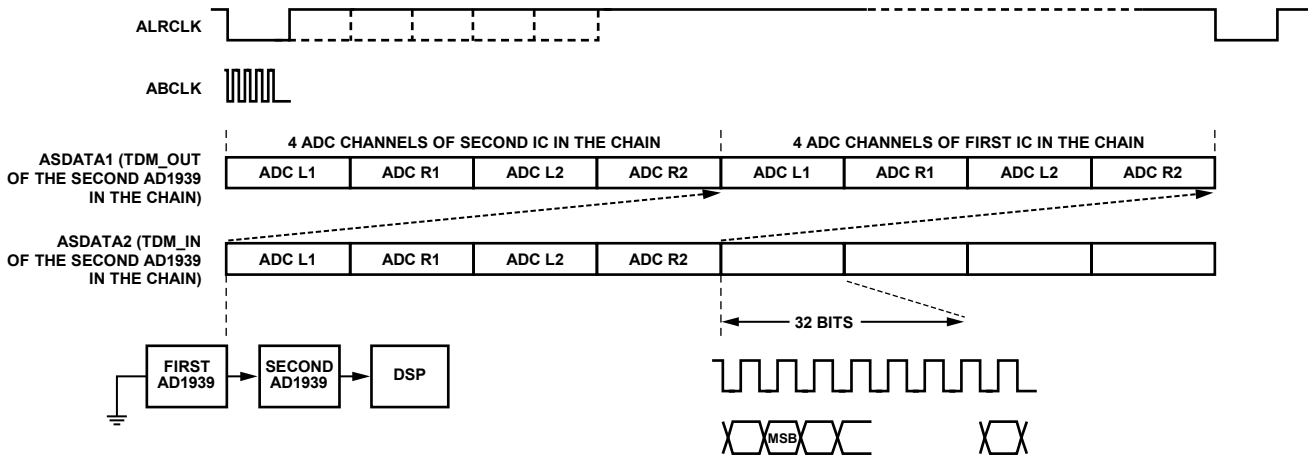 ALRCLK
ABCLK
4 ADC CHANNELS OF SECOND IC IN THE CHAIN
4 ADC CHANNELS OF FIRST IC IN THE CHAIN
ASDATA1 (TDM_OUT
OF THE SECOND AD1939
IN THE CHAIN)
ADC L1
ADC R1
ADC L2
ADC R2
ADC L1
ADC R1
ADC L2
ADC R2
ASDATA2 (TDM_IN
OF THE SECOND AD1939
IN THE CHAIN)
ADC L1
ADC R1
ADC L2
ADC R2
32 BITS
FIRST
AD1939
SECOND
AD1939
DSP
MSB